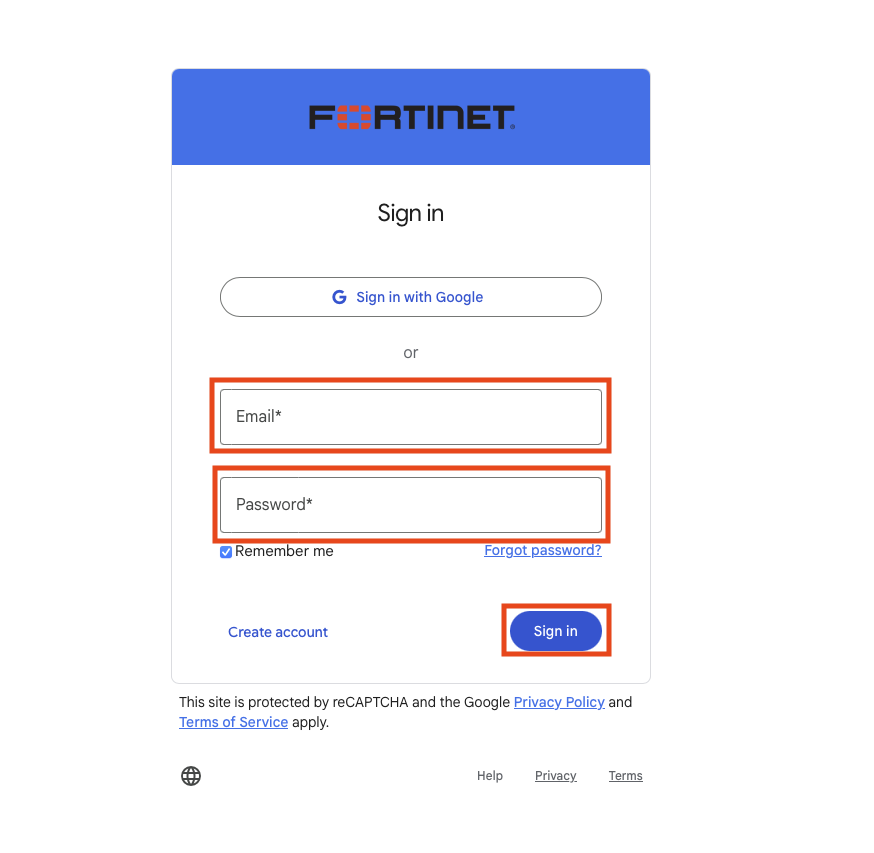 FORTINET®
Sign in
G Sign in with Google
or
Email*
Password*
Remember me
Forgot password?
Create account
Sign in
This site is protected by reCAPTCHA and the Google Privacy Policy and
Terms of Service apply.
Help Privacy Terms